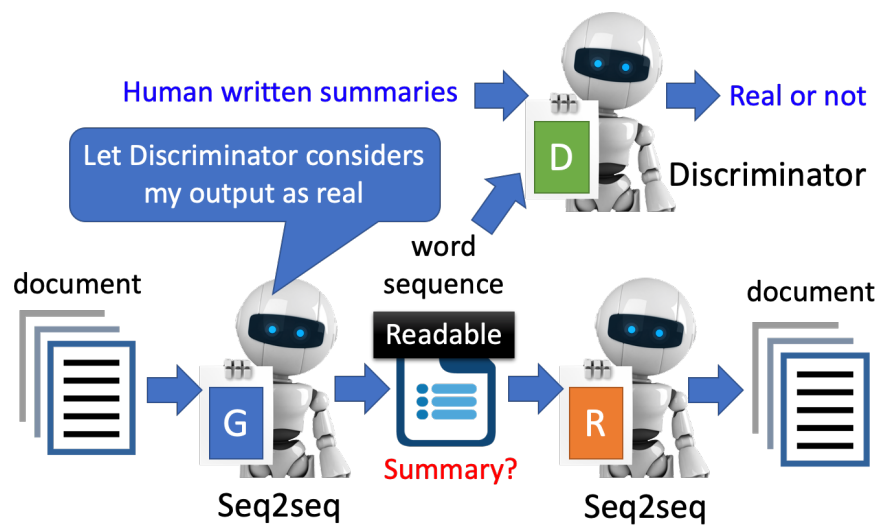 Human written summaries
Real or not
D
Discriminator
Let Discriminator considers
my output as real
word
sequence
document
document
Readable
G
R
Summary?
Seq2seq
Seq2seq